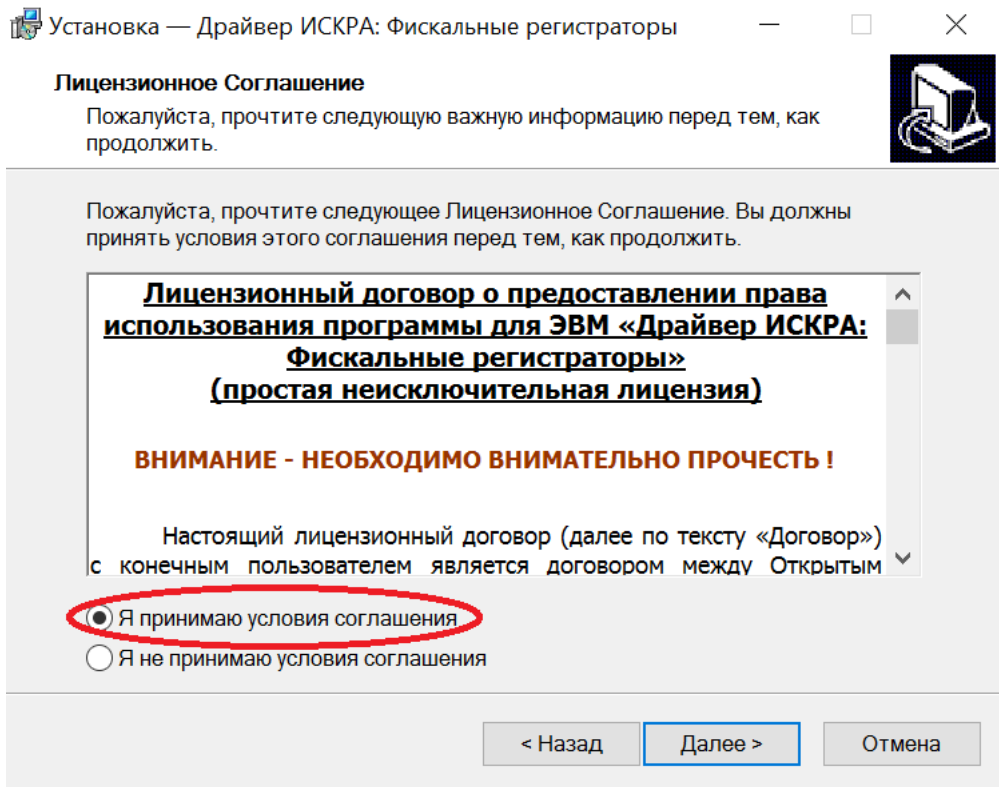 Установка — Драйвер ИСКРА: Фискальные регистраторы
Лицензионное Соглашение
Пожалуйста, прочтите следующую важную информацию перед тем, как
продолжить.
Пожалуйста, прочтите следующее Лицензионное Соглашение. Вы должны
принять условия этого соглашения перед тем, как продолжить.
Лицензионный договор о предоставлении права
использования программы для ЭВМ «Драйвер ИСКРА:
Фискальные регистраторы»
(простая неисключительная лицензия)
ВНИМАНИЕ - НЕОБХОДИМО ВНИМАТЕЛЬНО ПРОЧЕСТЬ !
Настоящий лицензионный договор (далее по тексту «Договор»)
с конечным пользователем является договором между Открытым
Я принимаю условия соглашения
Я не принимаю условия соглашения
< Назад
Далее >
Отмена